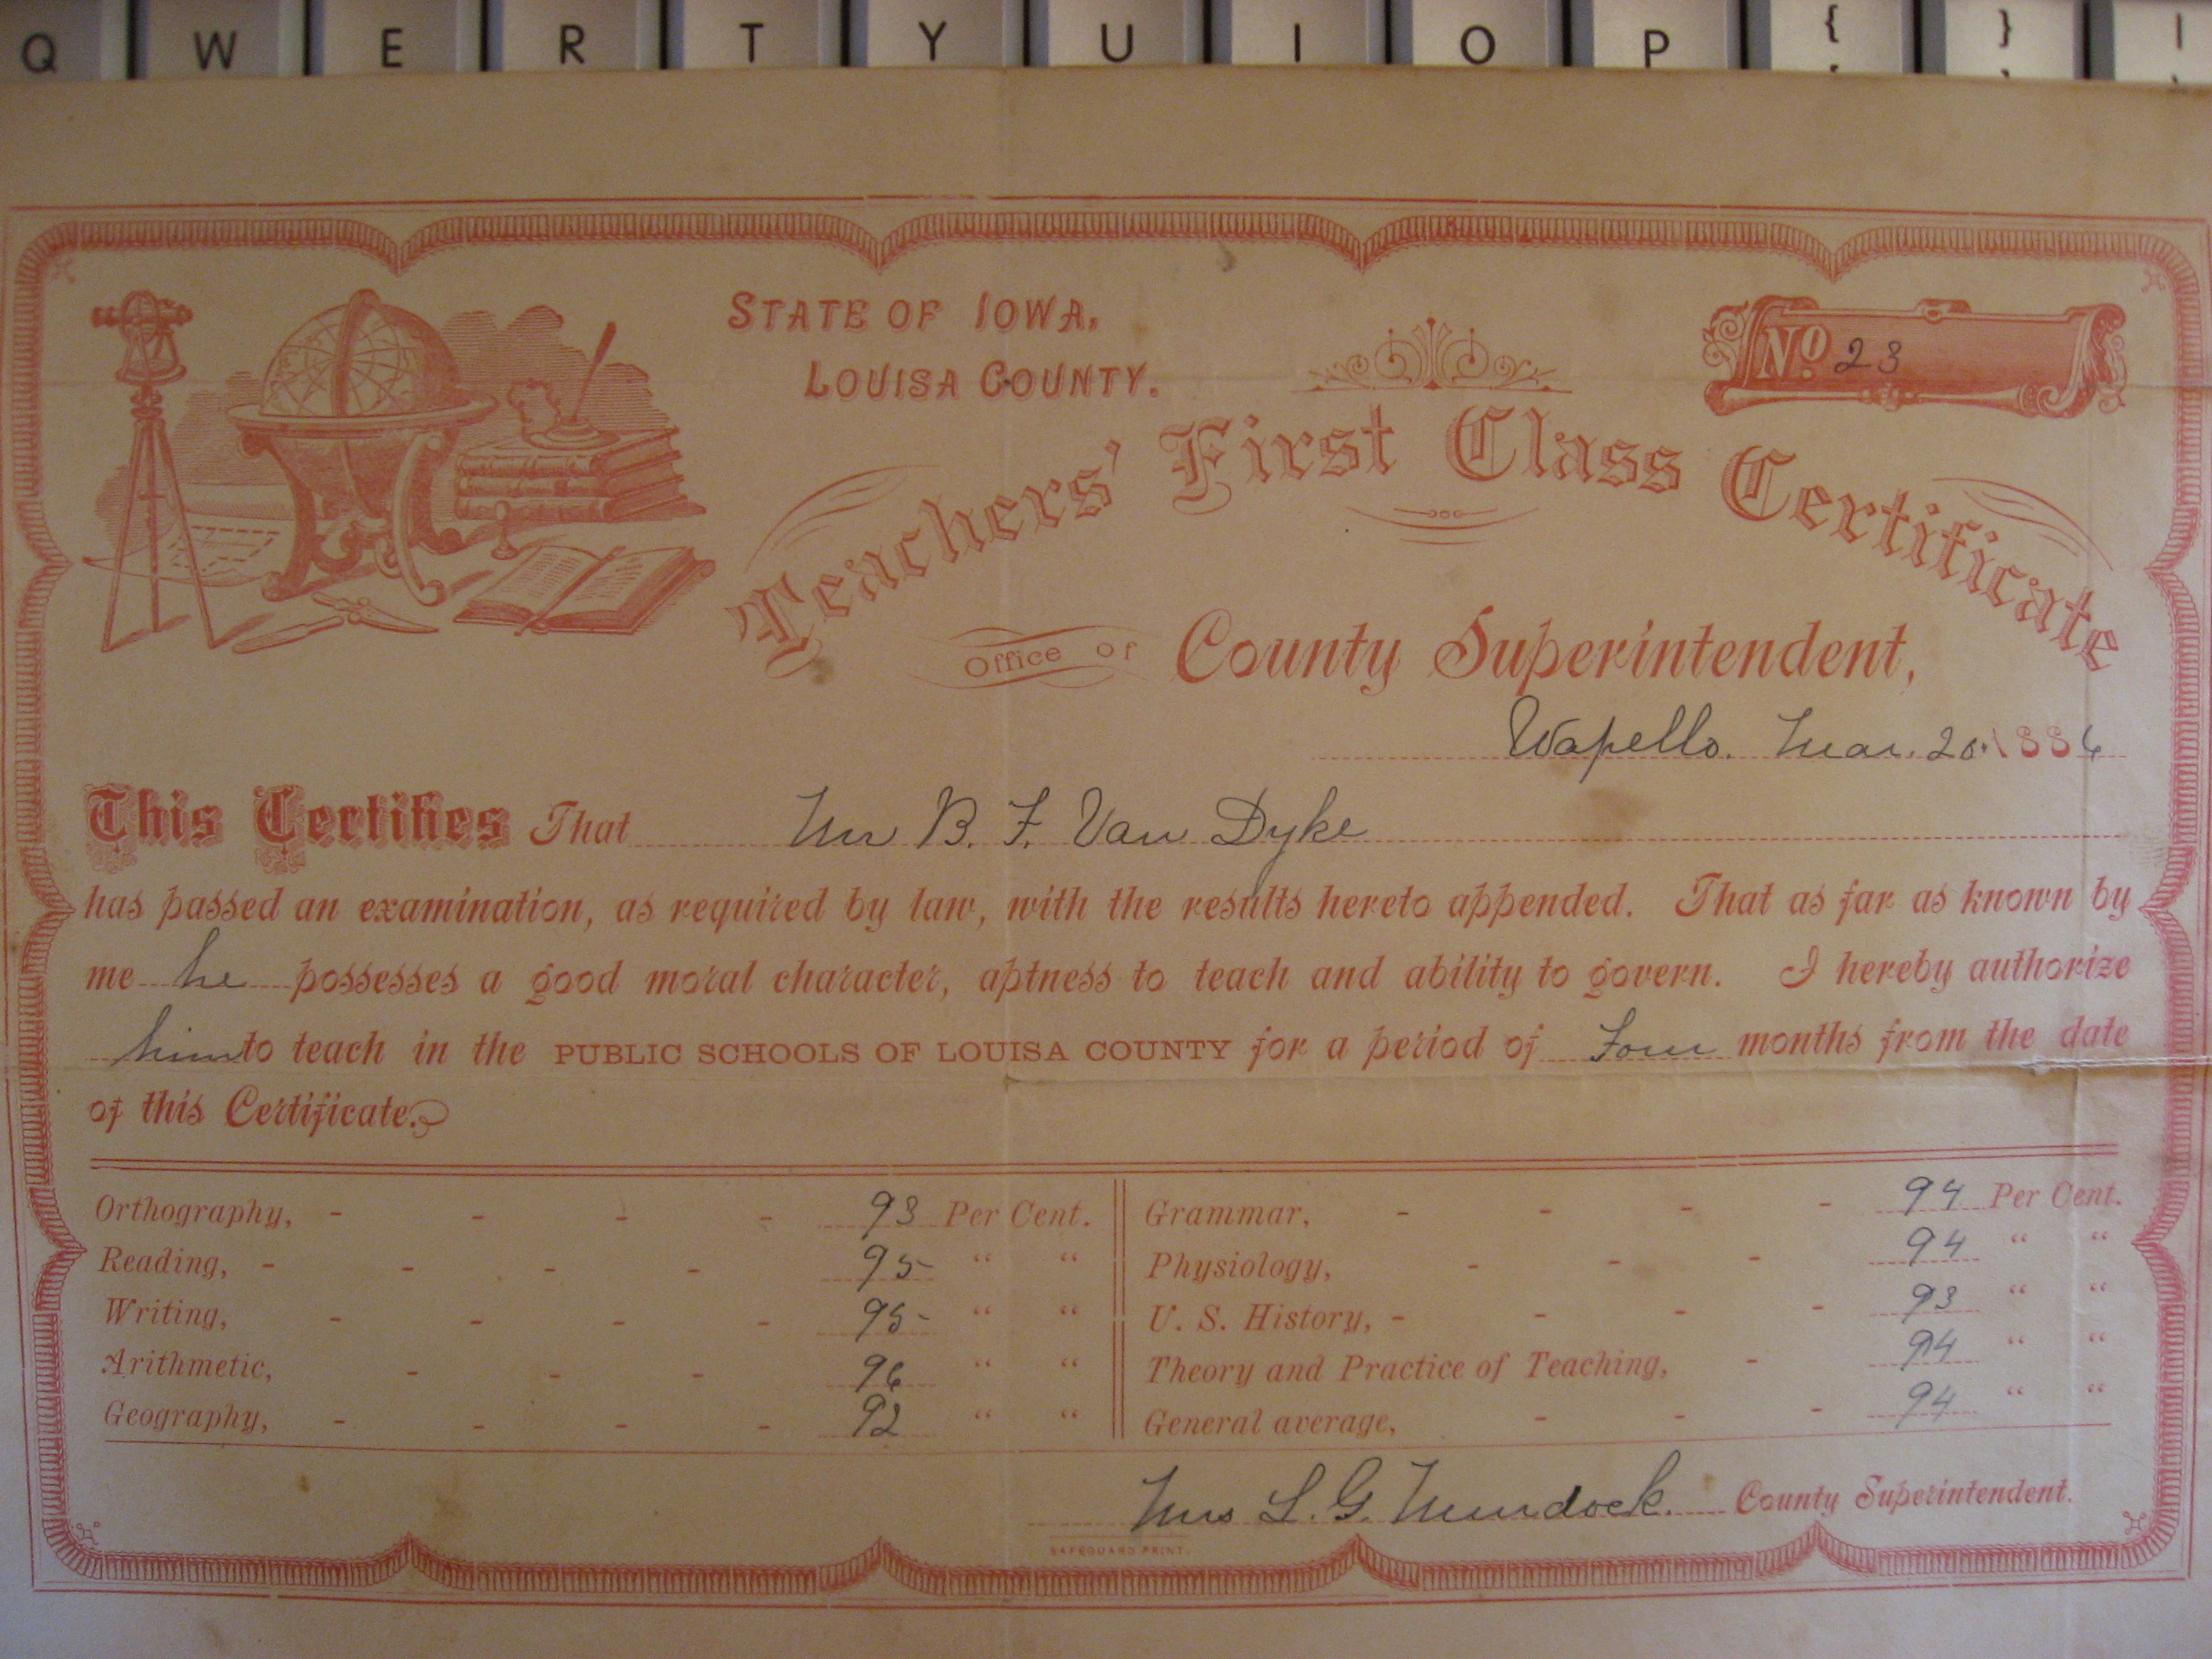 Q W E R T Y U I O P { } |
STATE OF IOWA,
LOUISA COUNTY.
No. 23
Teachers' First Class Certificate
Office of County Superintendent,
Wapello. Mar. 20. 1886
This Certifies That Mr B. F. Van Dyke
has passed an examination, as required by law, with the results hereto appended. That as far as known by
me he possesses a good moral character, aptness to teach and ability to govern. I hereby authorize
him to teach in the PUBLIC SCHOOLS OF LOUISA COUNTY for a period of Four months from the date
of this Certificate.
Orthography, - - - - 93 Per Cent.
Reading, - - - - 95 " "
Writing, - - - - 95 " "
Arithmetic, - - - 96 " "
Geography, - - - - 92 " "
Grammar, - - - - 94 Per Cent.
Physiology, - - - 94 " "
U. S. History, - - - - 93 " "
Theory and Practice of Teaching, - 94 " "
General average, - - - 94 " "
Mrs L. G. Murdock. County Superintendent.
SAFEGUARD PRINT.